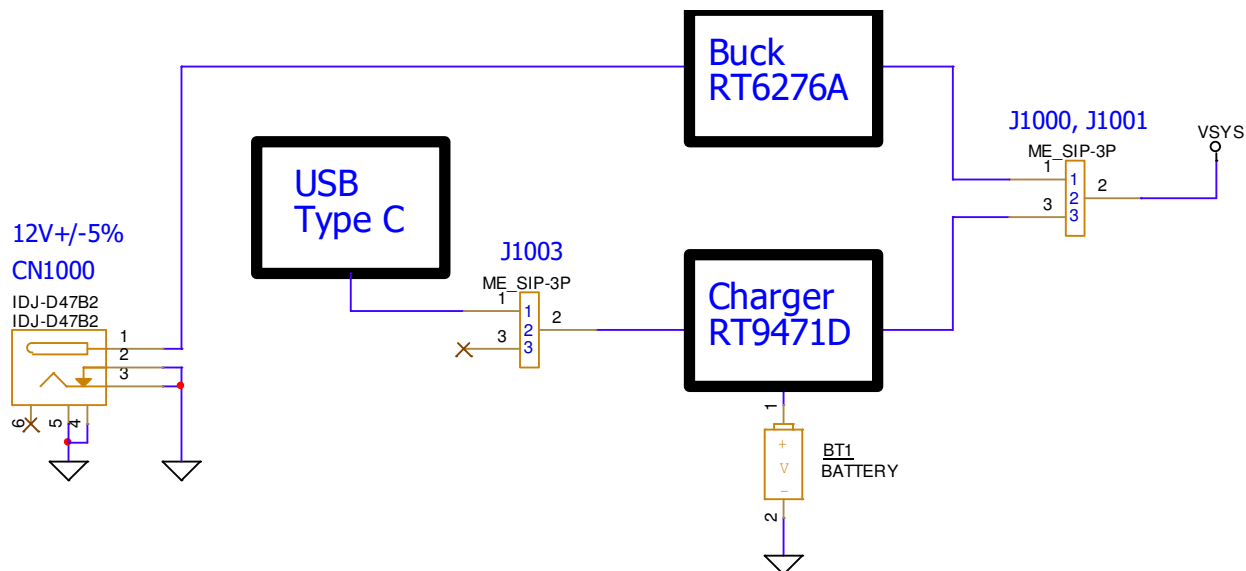 Buck
RT6276A
J1000, J1001
ME_SIP-3P
VSYS
1
1
2
2
3
3
USB
Type C
12V+/-5%
CN1000
IDJ-D47B2
IDJ-D47B2
1
2
3
6
5
4
J1003
ME_SIP-3P
1
1
2
2
3
3
Charger
RT9471D
1
+
V
-
2
BT1
BATTERY